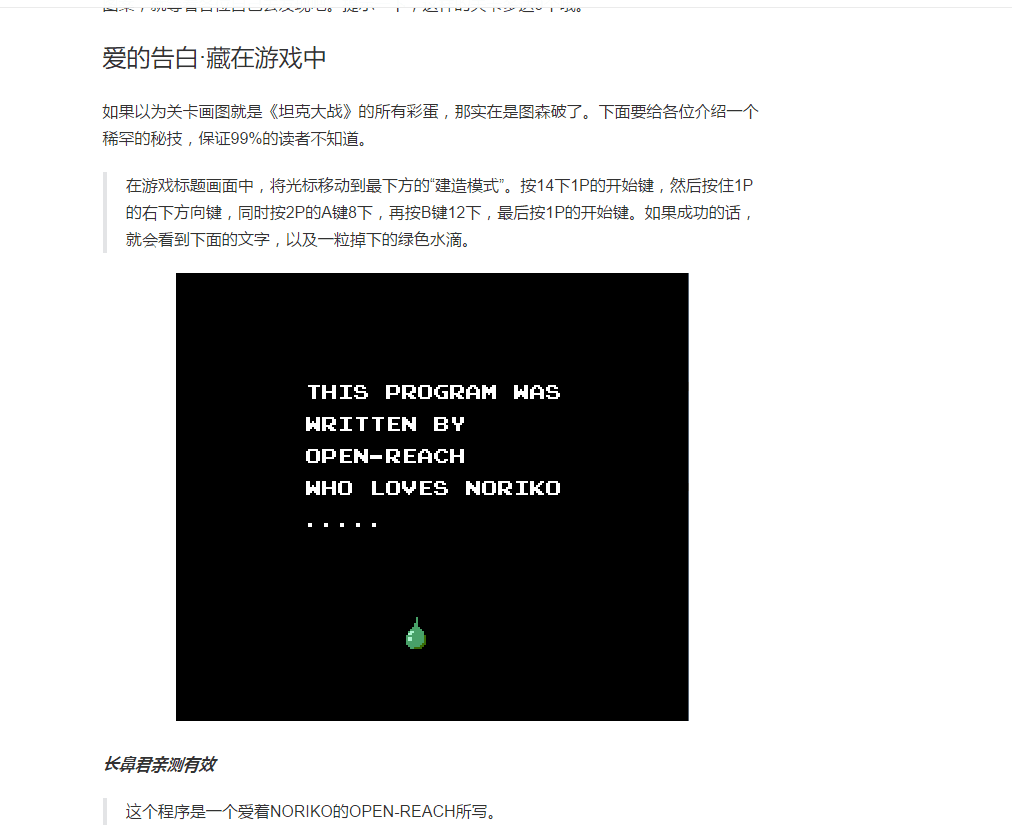 爱的告白·藏在游戏中
如果以为关卡画图就是《坦克大战》的所有彩蛋，那实在是图森破了。下面要给各位介绍一个
稀罕的秘技，保证99%的读者不知道。
在游戏标题画面中，将光标移动到最下方的“建造模式”。按14下1P的开始键，然后按住1P
的右下方向键，同时按2P的A键8下，再按B键12下，最后按1P的开始键。如果成功的话，
就会看到下面的文字，以及一粒掉下的绿色水滴。
THIS PROGRAM WAS
WRITTEN BY
OPEN-REACH
WHO LOVES NORIKO
.....
长鼻君亲测有效
这个程序是一个爱着NORIKO的OPEN-REACH所写。